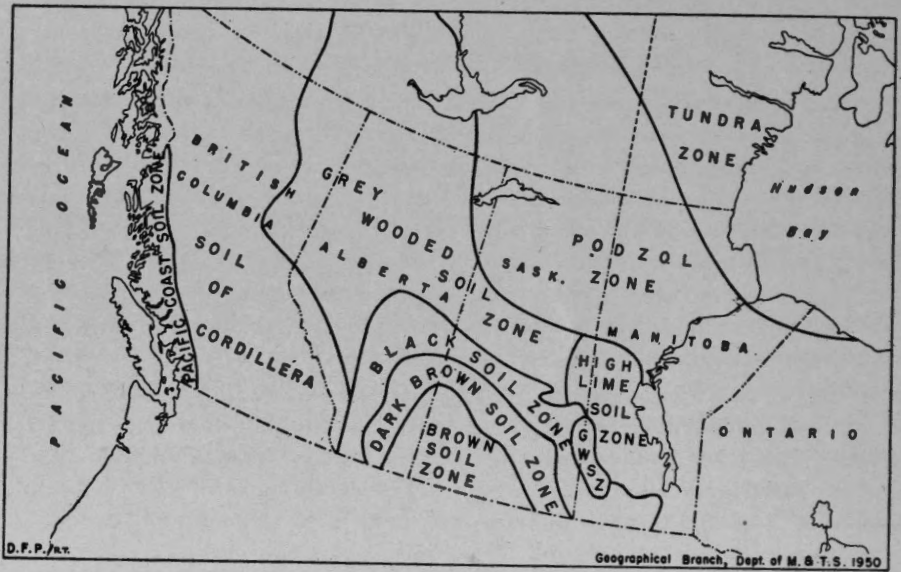 PACIFIC OCEAN
PACIFIC COAST SOIL ZONE
BRITISH
COLUMBIA
SOIL
OF
CORDILLERA
GREY
WOODED
SOIL
ZONE
ALBERTA
SASK.
PODZOL
ZONE
TUNDRA
ZONE
Hudson
Bay
MANITOBA
ONTARIO
HIGH
LIME
SOIL
ZONE
GWSZ
BLACK SOIL ZONE
DARK BROWN SOIL ZONE
BROWN
SOIL
ZONE
D.F.P./R.T.
Geographical Branch, Dept. of M. & T.S. 1950